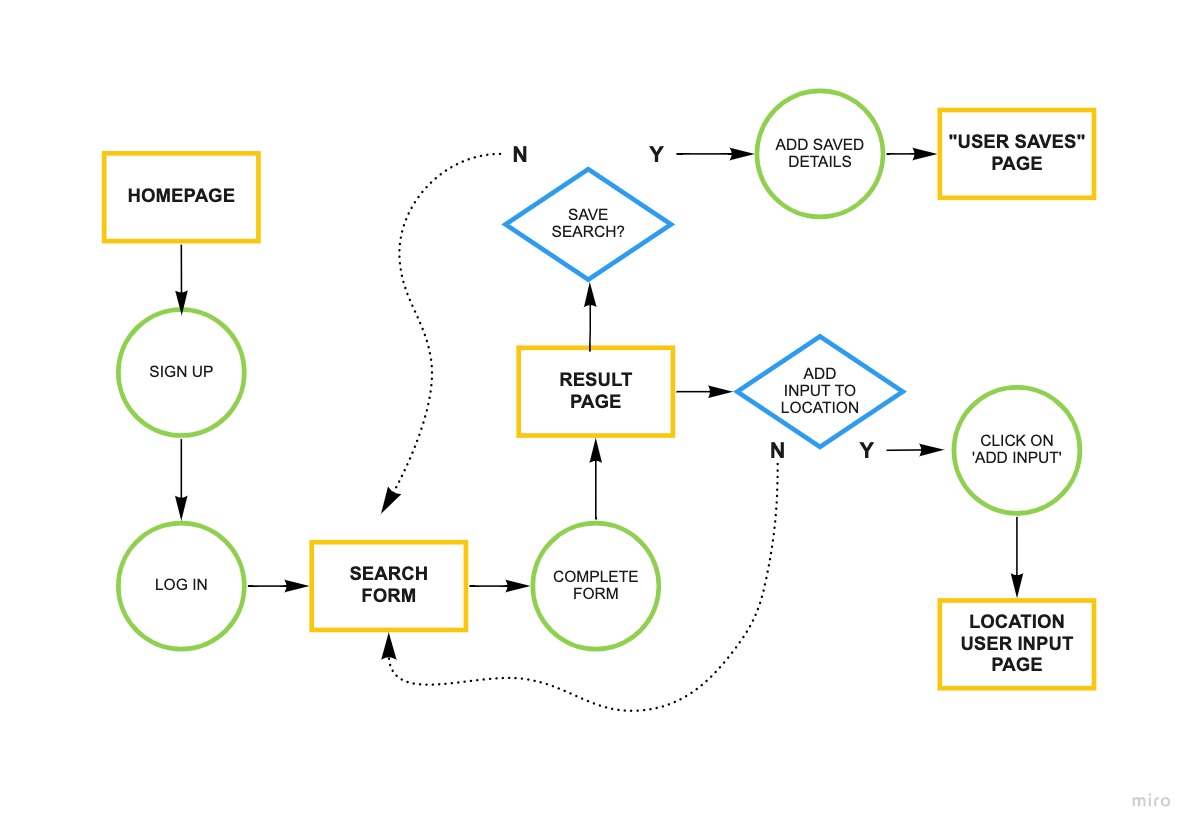 HOMEPAGE
SIGN UP
LOG IN
SEARCH
FORM
COMPLETE
FORM
RESULT
PAGE
SAVE
SEARCH?
N
Y
ADD SAVED
DETAILS
"USER SAVES"
PAGE
ADD
INPUT TO
LOCATION
N
Y
CLICK ON
'ADD INPUT'
LOCATION
USER INPUT
PAGE
miro